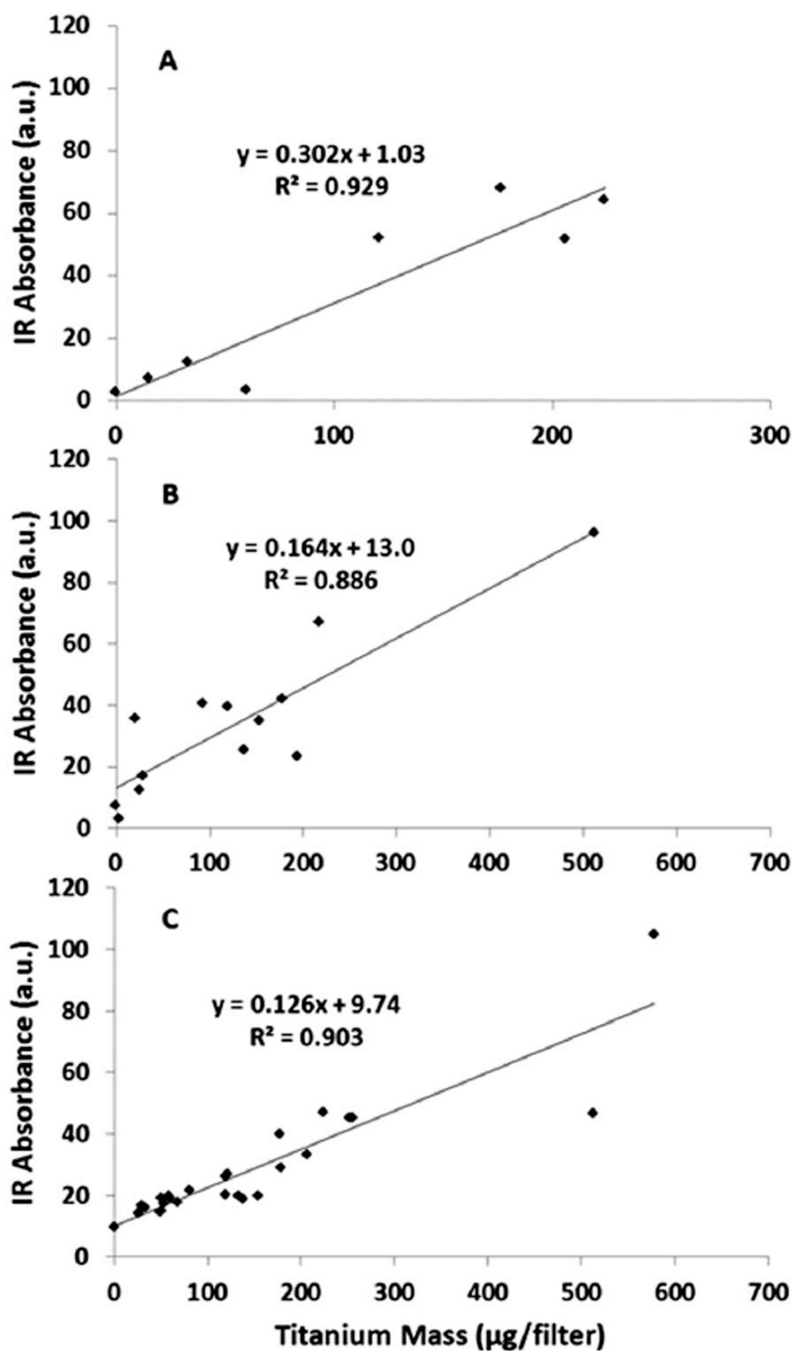 120
100
80
60
40
20
0
IR Absorbance (a.u.)
A
y = 0.302x + 1.03
R² = 0.929
0 100 200 300
120
100
80
60
40
20
0
IR Absorbance (a.u.)
B
y = 0.164x + 13.0
R² = 0.886
0 100 200 300 400 500 600 700
120
100
80
60
40
20
0
IR Absorbance (a.u.)
C
y = 0.126x + 9.74
R² = 0.903
0 100 200 300 400 500 600 700
Titanium Mass (μg/filter)